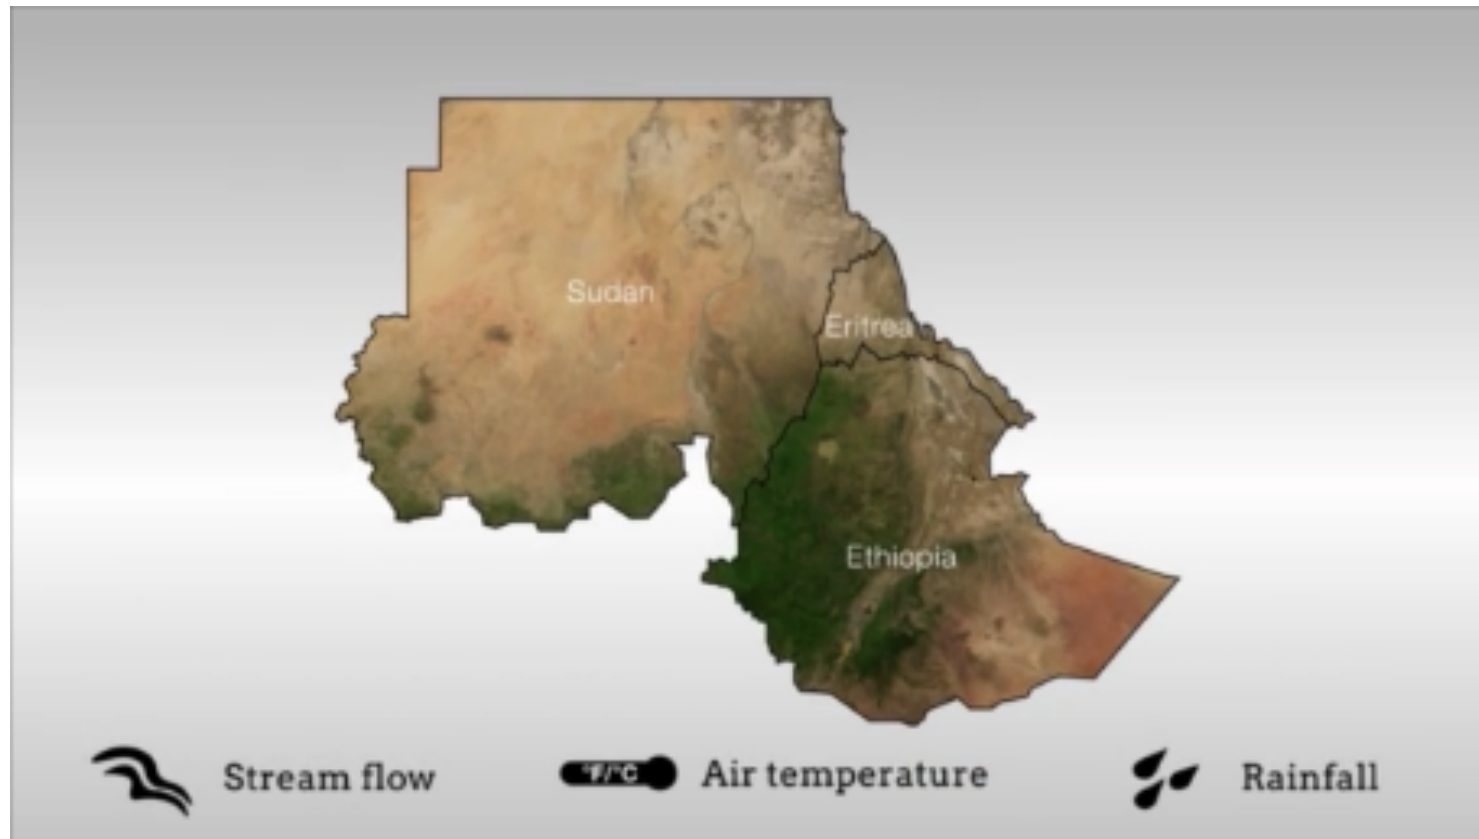 Sudan
Eritrea
Ethiopia
°F/°C
Stream flow
Air temperature
Rainfall